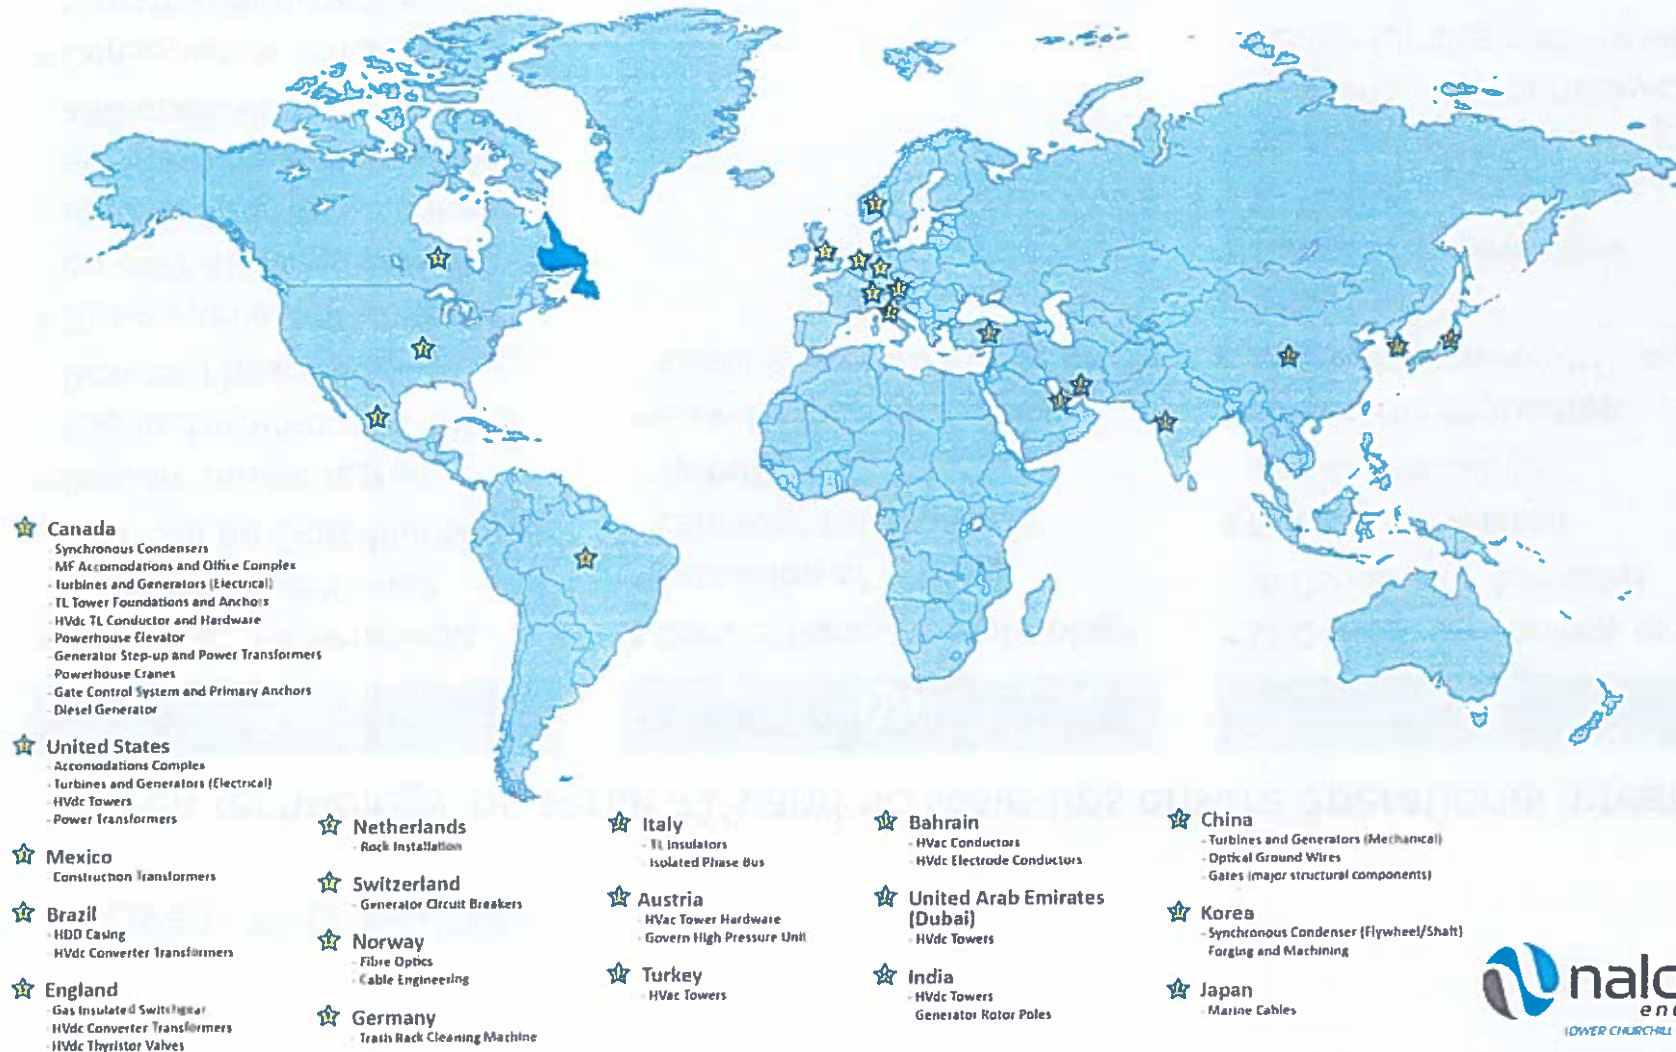 Canada
- Synchronous Condensers
- MF Accomodations and Office Complex
- Turbines and Generators (Electrical)
- TL Tower Foundations and Anchors
- HVdc TL Conductor and Hardware
- Powerhouse Elevator
- Generator Step-up and Power Transformers
- Powerhouse Cranes
- Gate Control System and Primary Anchors
- Diesel Generator
United States
- Accomodations Complex
- Turbines and Generators (Electrical)
- HVdc Towers
- Power Transformers
Mexico
- Construction Transformers
Brazil
- HDD Casing
- HVdc Converter Transformers
England
- Gas Insulated Switchgear
- HVdc Converter Transformers
- HVdc Thyristor Valves
Netherlands
- Rock Installation
Switzerland
- Generator Circuit Breakers
Norway
- Fibre Optics
- Cable Engineering
Germany
- Trash Rack Cleaning Machine
Italy
- TL Insulators
- Isolated Phase Bus
Austria
- HVac Tower Hardware
- Govern High Pressure Unit
Turkey
- HVac Towers
Bahrain
- HVac Conductors
- HVdc Electrode Conductors
United Arab Emirates
(Dubai)
- HVdc Towers
India
- HVdc Towers
Generator Rotor Poles
China
- Turbines and Generators (Mechanical)
- Optical Ground Wires
- Gates (major structural components)
Korea
- Synchronous Condenser (Flywheel/Shaft)
Forging and Machining
Japan
- Marine Cables
nalc
en
LOWER CHURCHILL